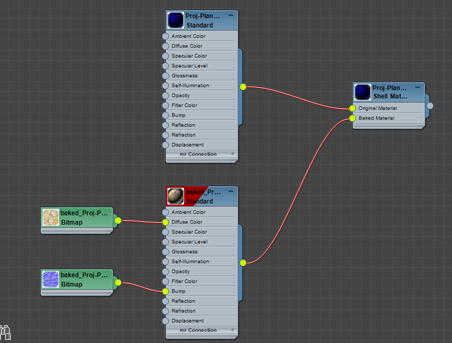 Proj-Plan...
Standard
Ambient Color
Diffuse Color
Specular Color
Specular Level
Glossiness
Self-Illumination
Opacity
Filter Color
Bump
Reflection
Refraction
Displacement
mr Connection +
Proj-Plan...
Shell Mat...
Original Material
Baked Material
baked_Pr...
Standard
Ambient Color
Diffuse Color
Specular Color
Specular Level
Glossiness
Self-Illumination
Opacity
Filter Color
Bump
Reflection
Refraction
Displacement
mr Connection +
baked_Proj-P...
Bitmap
baked_Proj-P...
Bitmap